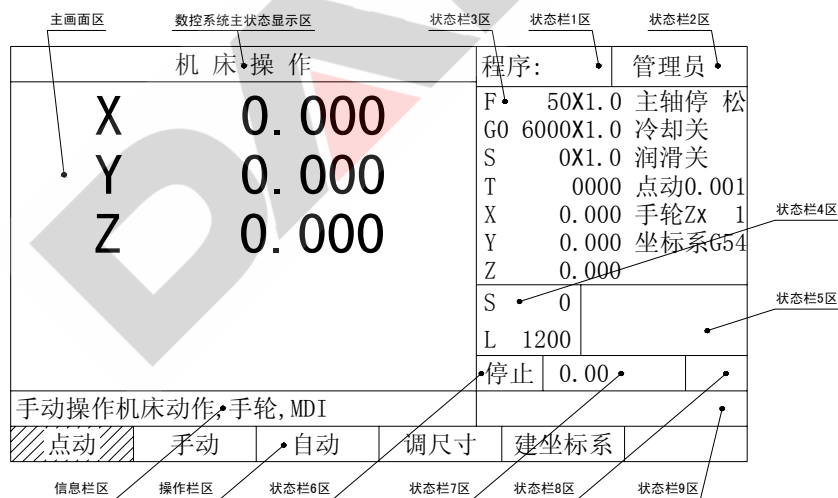 主画面区 数控系统主状态显示区 状态栏3区 状态栏1区 状态栏2区
机床操作 程序: 管理员
X 0.000
Y 0.000
Z 0.000
F 50X1.0 主轴停 松
G0 6000X1.0 冷却关
S 0X1.0 润滑关
T 0000 点动0.001
X 0.000 手轮Zx 1
Y 0.000 坐标系G54
Z 0.000
状态栏4区
S 0
L 1200
状态栏5区
停止 0.00
手动操作机床动作,手轮,MDI
点动 手动 自动 调尺寸 建坐标系
信息栏区 操作栏区 状态栏6区 状态栏7区 状态栏8区 状态栏9区